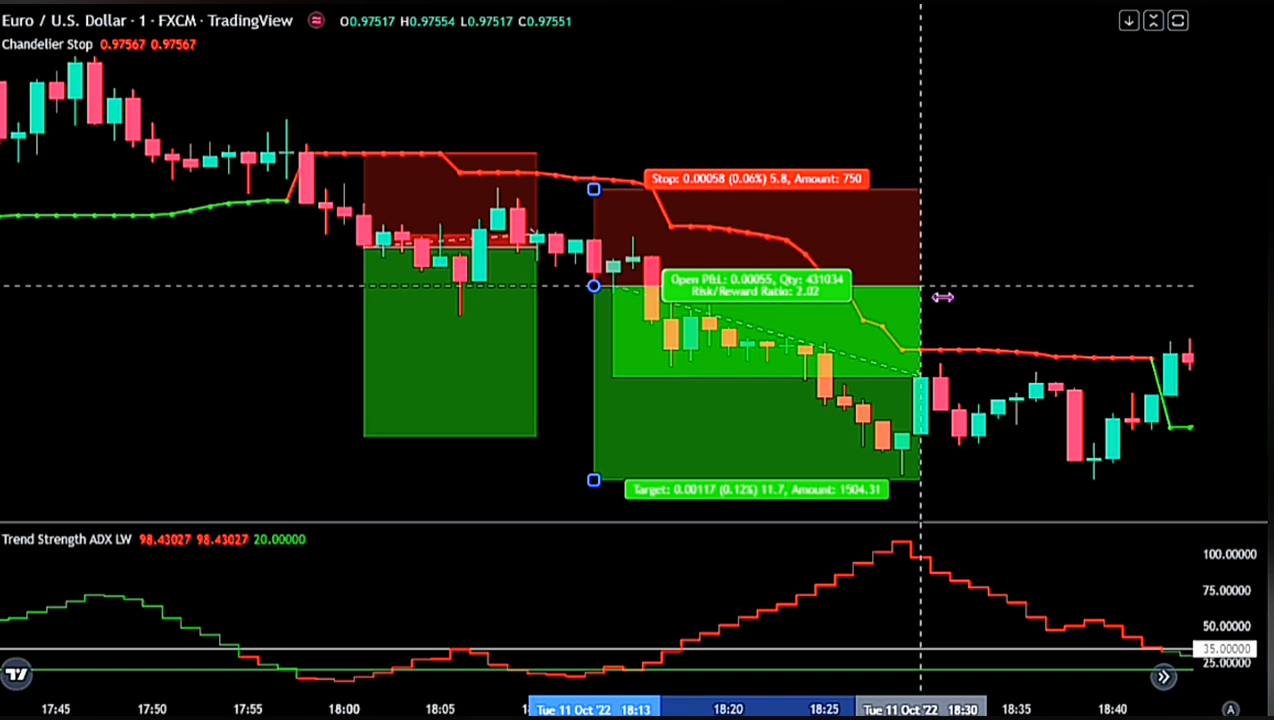 Euro / U.S. Dollar · 1 · FXCM · TradingView O0.97517 H0.97554 L0.97517 C0.97551
Chandelier Stop 0.97567 0.97567
Stop: 0.00058 (0.06%) 5.8, Amount: 750
Open P&L: 0.00055, Qty: 431034
Risk/Reward Ratio: 2.02
Target: 0.00117 (0.12%) 11.7, Amount: 1504.31
Trend Strength ADX LW 98.43027 98.43027 20.00000
100.00000
75.00000
50.00000
35.00000
25.00000
17:45 17:50 17:55 18:00 18:05 Tue 11 Oct '22 18:13 18:20 18:25 Tue 11 Oct '22 18:30 18:35 18:40 A